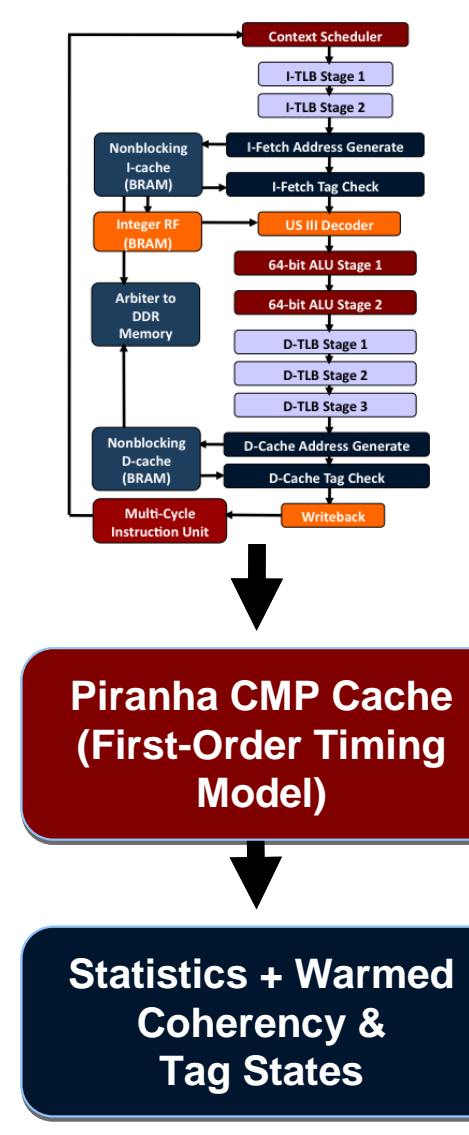 Context Scheduler
I-TLB Stage 1
I-TLB Stage 2
Nonblocking
I-cache
(BRAM)
I-Fetch Address Generate
I-Fetch Tag Check
Integer RF
(BRAM)
US III Decoder
64-bit ALU Stage 1
Arbiter to
DDR
Memory
64-bit ALU Stage 2
D-TLB Stage 1
D-TLB Stage 2
D-TLB Stage 3
Nonblocking
D-cache
(BRAM)
D-Cache Address Generate
D-Cache Tag Check
Multi-Cycle
Instruction Unit
Writeback
Piranha CMP Cache
(First-Order Timing
Model)
Statistics + Warmed
Coherency &
Tag States